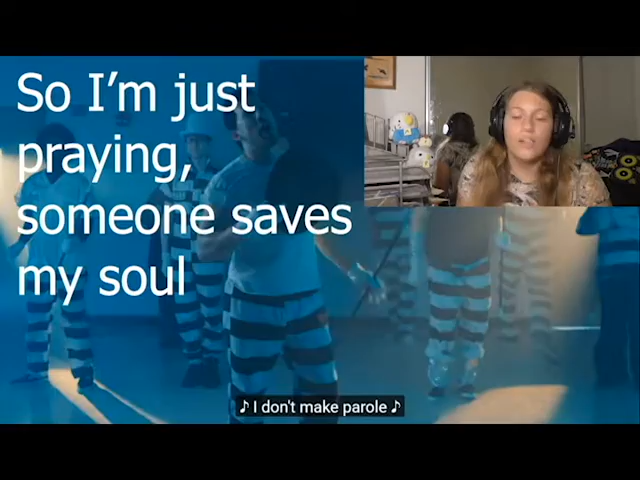 So I’m just
praying,
someone saves
my soul
♪ I don't make parole ♪